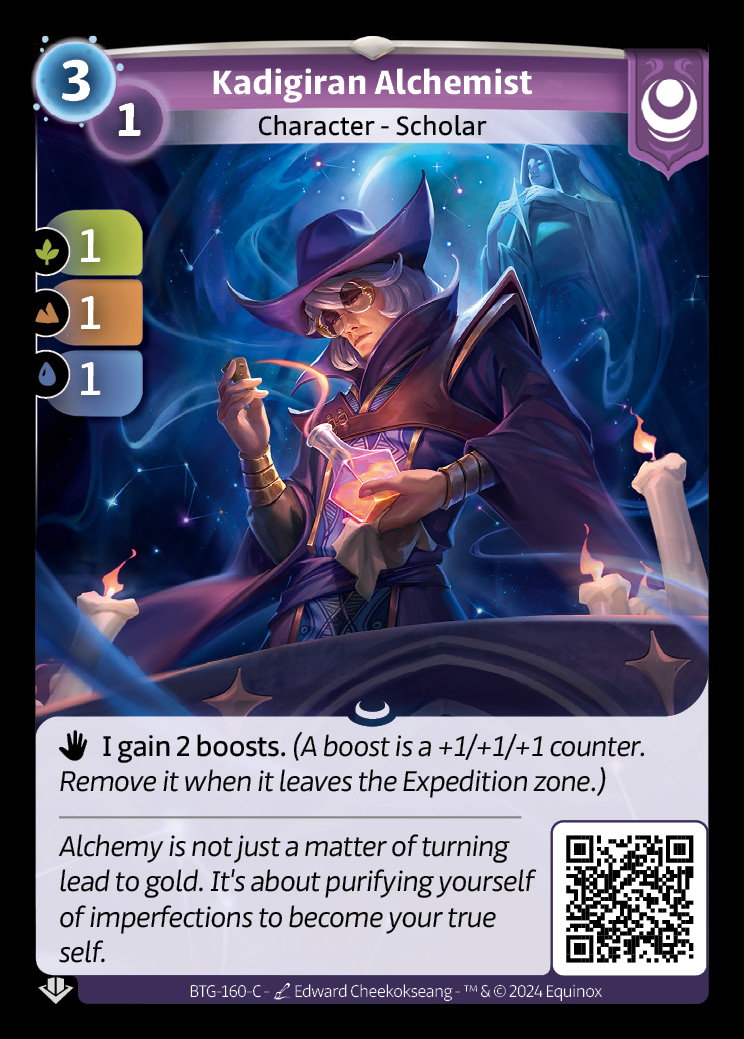 3
Kadigiran Alchemist
1
Character - Scholar
1
1
1
I gain 2 boosts. (A boost is a +1/+1/+1 counter.
Remove it when it leaves the Expedition zone.)
Alchemy is not just a matter of turning
lead to gold. It's about purifying yourself
of imperfections to become your true
self.
BTG-160-C - Edward Cheekokseang - ™ & © 2024 Equinox